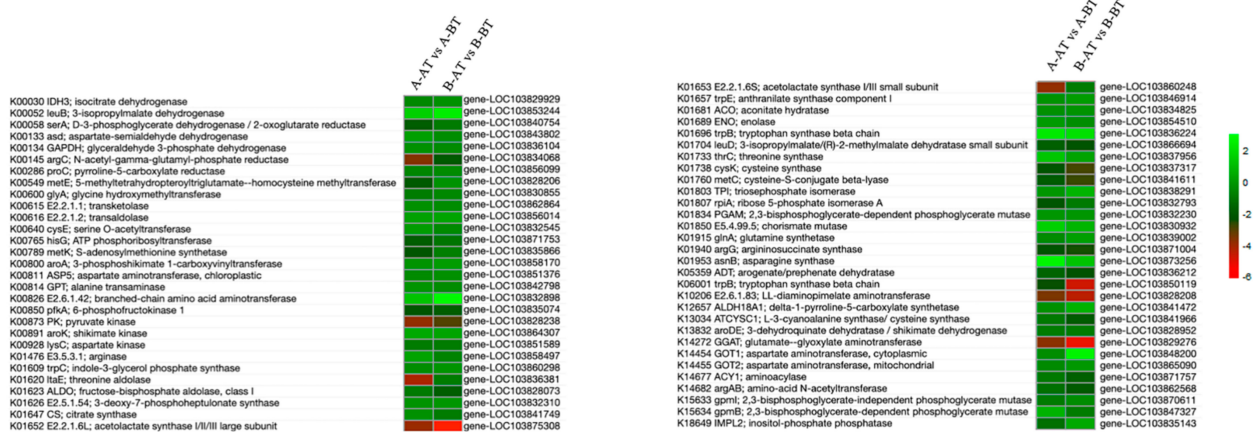 A-AT vs A-BT
B-AT vs B-BT
K00030 IDH3; isocitrate dehydrogenase gene-LOC103829929
K00052 leuB; 3-isopropylmalate dehydrogenase gene-LOC103853244
K00058 serA; D-3-phosphoglycerate dehydrogenase / 2-oxoglutarate reductase gene-LOC103840754
K00133 asd; aspartate-semialdehyde dehydrogenase gene-LOC103843802
K00134 GAPDH; glyceraldehyde 3-phosphate dehydrogenase gene-LOC103836104
K00145 argC; N-acetyl-gamma-glutamyl-phosphate reductase gene-LOC103834068
K00286 proC; pyrroline-5-carboxylate reductase gene-LOC103856099
K00549 metE; 5-methyltetrahydropteroyltriglutamate--homocysteine methyltransferase gene-LOC103828206
K00600 glyA; glycine hydroxymethyltransferase gene-LOC103830855
K00615 E2.2.1.1; transketolase gene-LOC103862864
K00616 E2.2.1.2; transaldolase gene-LOC103856014
K00640 cysE; serine O-acetyltransferase gene-LOC103832545
K00765 hisG; ATP phosphoribosyltransferase gene-LOC103871753
K00789 metK; S-adenosylmethionine synthetase gene-LOC103835866
K00800 aroA; 3-phosphoshikimate 1-carboxyvinyltransferase gene-LOC103858170
K00811 ASP5; aspartate aminotransferase, chloroplastic gene-LOC103851376
K00814 GPT; alanine transaminase gene-LOC103842798
K00826 E2.6.1.42; branched-chain amino acid aminotransferase gene-LOC103832898
K00850 pfkA; 6-phosphofructokinase 1 gene-LOC103835074
K00873 PK; pyruvate kinase gene-LOC103828238
K00891 aroK; shikimate kinase gene-LOC103864307
K00928 lysC; aspartate kinase gene-LOC103851589
K01476 E3.5.3.1; arginase gene-LOC103858497
K01609 trpC; indole-3-glycerol phosphate synthase gene-LOC103860298
K01620 ltaE; threonine aldolase gene-LOC103836381
K01623 ALDO; fructose-bisphosphate aldolase, class I gene-LOC103828073
K01626 E2.5.1.54; 3-deoxy-7-phosphoheptulonate synthase gene-LOC103832310
K01647 CS; citrate synthase gene-LOC103841749
K01652 E2.2.1.6L; acetolactate synthase I/II/III large subunit gene-LOC103875308
A-AT vs A-BT
B-AT vs B-BT
K01653 E2.2.1.6S; acetolactate synthase I/III small subunit gene-LOC103860248
K01657 trpE; anthranilate synthase component I gene-LOC103846914
K01681 ACO; aconitate hydratase gene-LOC103834825
K01689 ENO; enolase gene-LOC103854510
K01696 trpB; tryptophan synthase beta chain gene-LOC103836224
K01704 leuD; 3-isopropylmalate/(R)-2-methylmalate dehydratase small subunit gene-LOC103866694
K01733 thrC; threonine synthase gene-LOC103837956
K01738 cysK; cysteine synthase gene-LOC103837317
K01760 metC; cysteine-S-conjugate beta-lyase gene-LOC103841611
K01803 TPI; triosephosphate isomerase gene-LOC103838291
K01807 rpiA; ribose 5-phosphate isomerase A gene-LOC103832793
K01834 PGAM; 2,3-bisphosphoglycerate-dependent phosphoglycerate mutase gene-LOC103832230
K01850 E5.4.99.5; chorismate mutase gene-LOC103830932
K01915 glnA; glutamine synthetase gene-LOC103839002
K01940 argG; argininosuccinate synthase gene-LOC103871004
K01953 asnB; asparagine synthase gene-LOC103873256
K05359 ADT; arogenate/prephenate dehydratase gene-LOC103836212
K06001 trpB; tryptophan synthase beta chain gene-LOC103850119
K10206 E2.6.1.83; LL-diaminopimelate aminotransferase gene-LOC103828208
K12657 ALDH18A1; delta-1-pyrroline-5-carboxylate synthetase gene-LOC103841472
K13034 ATCYSC1; L-3-cyanoalanine synthase/ cysteine synthase gene-LOC103841966
K13832 aroDE; 3-dehydroquinate dehydratase / shikimate dehydrogenase gene-LOC103828952
K14272 GGAT; glutamate--glyoxylate aminotransferase gene-LOC103829276
K14454 GOT1; aspartate aminotransferase, cytoplasmic gene-LOC103848200
K14455 GOT2; aspartate aminotransferase, mitochondrial gene-LOC103865090
K14677 ACY1; aminoacylase gene-LOC103871757
K14682 argAB; amino-acid N-acetyltransferase gene-LOC103862568
K15633 gpmI; 2,3-bisphosphoglycerate-independent phosphoglycerate mutase gene-LOC103870611
K15634 gpmB; 2,3-bisphosphoglycerate-dependent phosphoglycerate mutase gene-LOC103847327
K18649 IMPL2; inositol-phosphate phosphatase gene-LOC103835143
2
0
-2
-4
-6